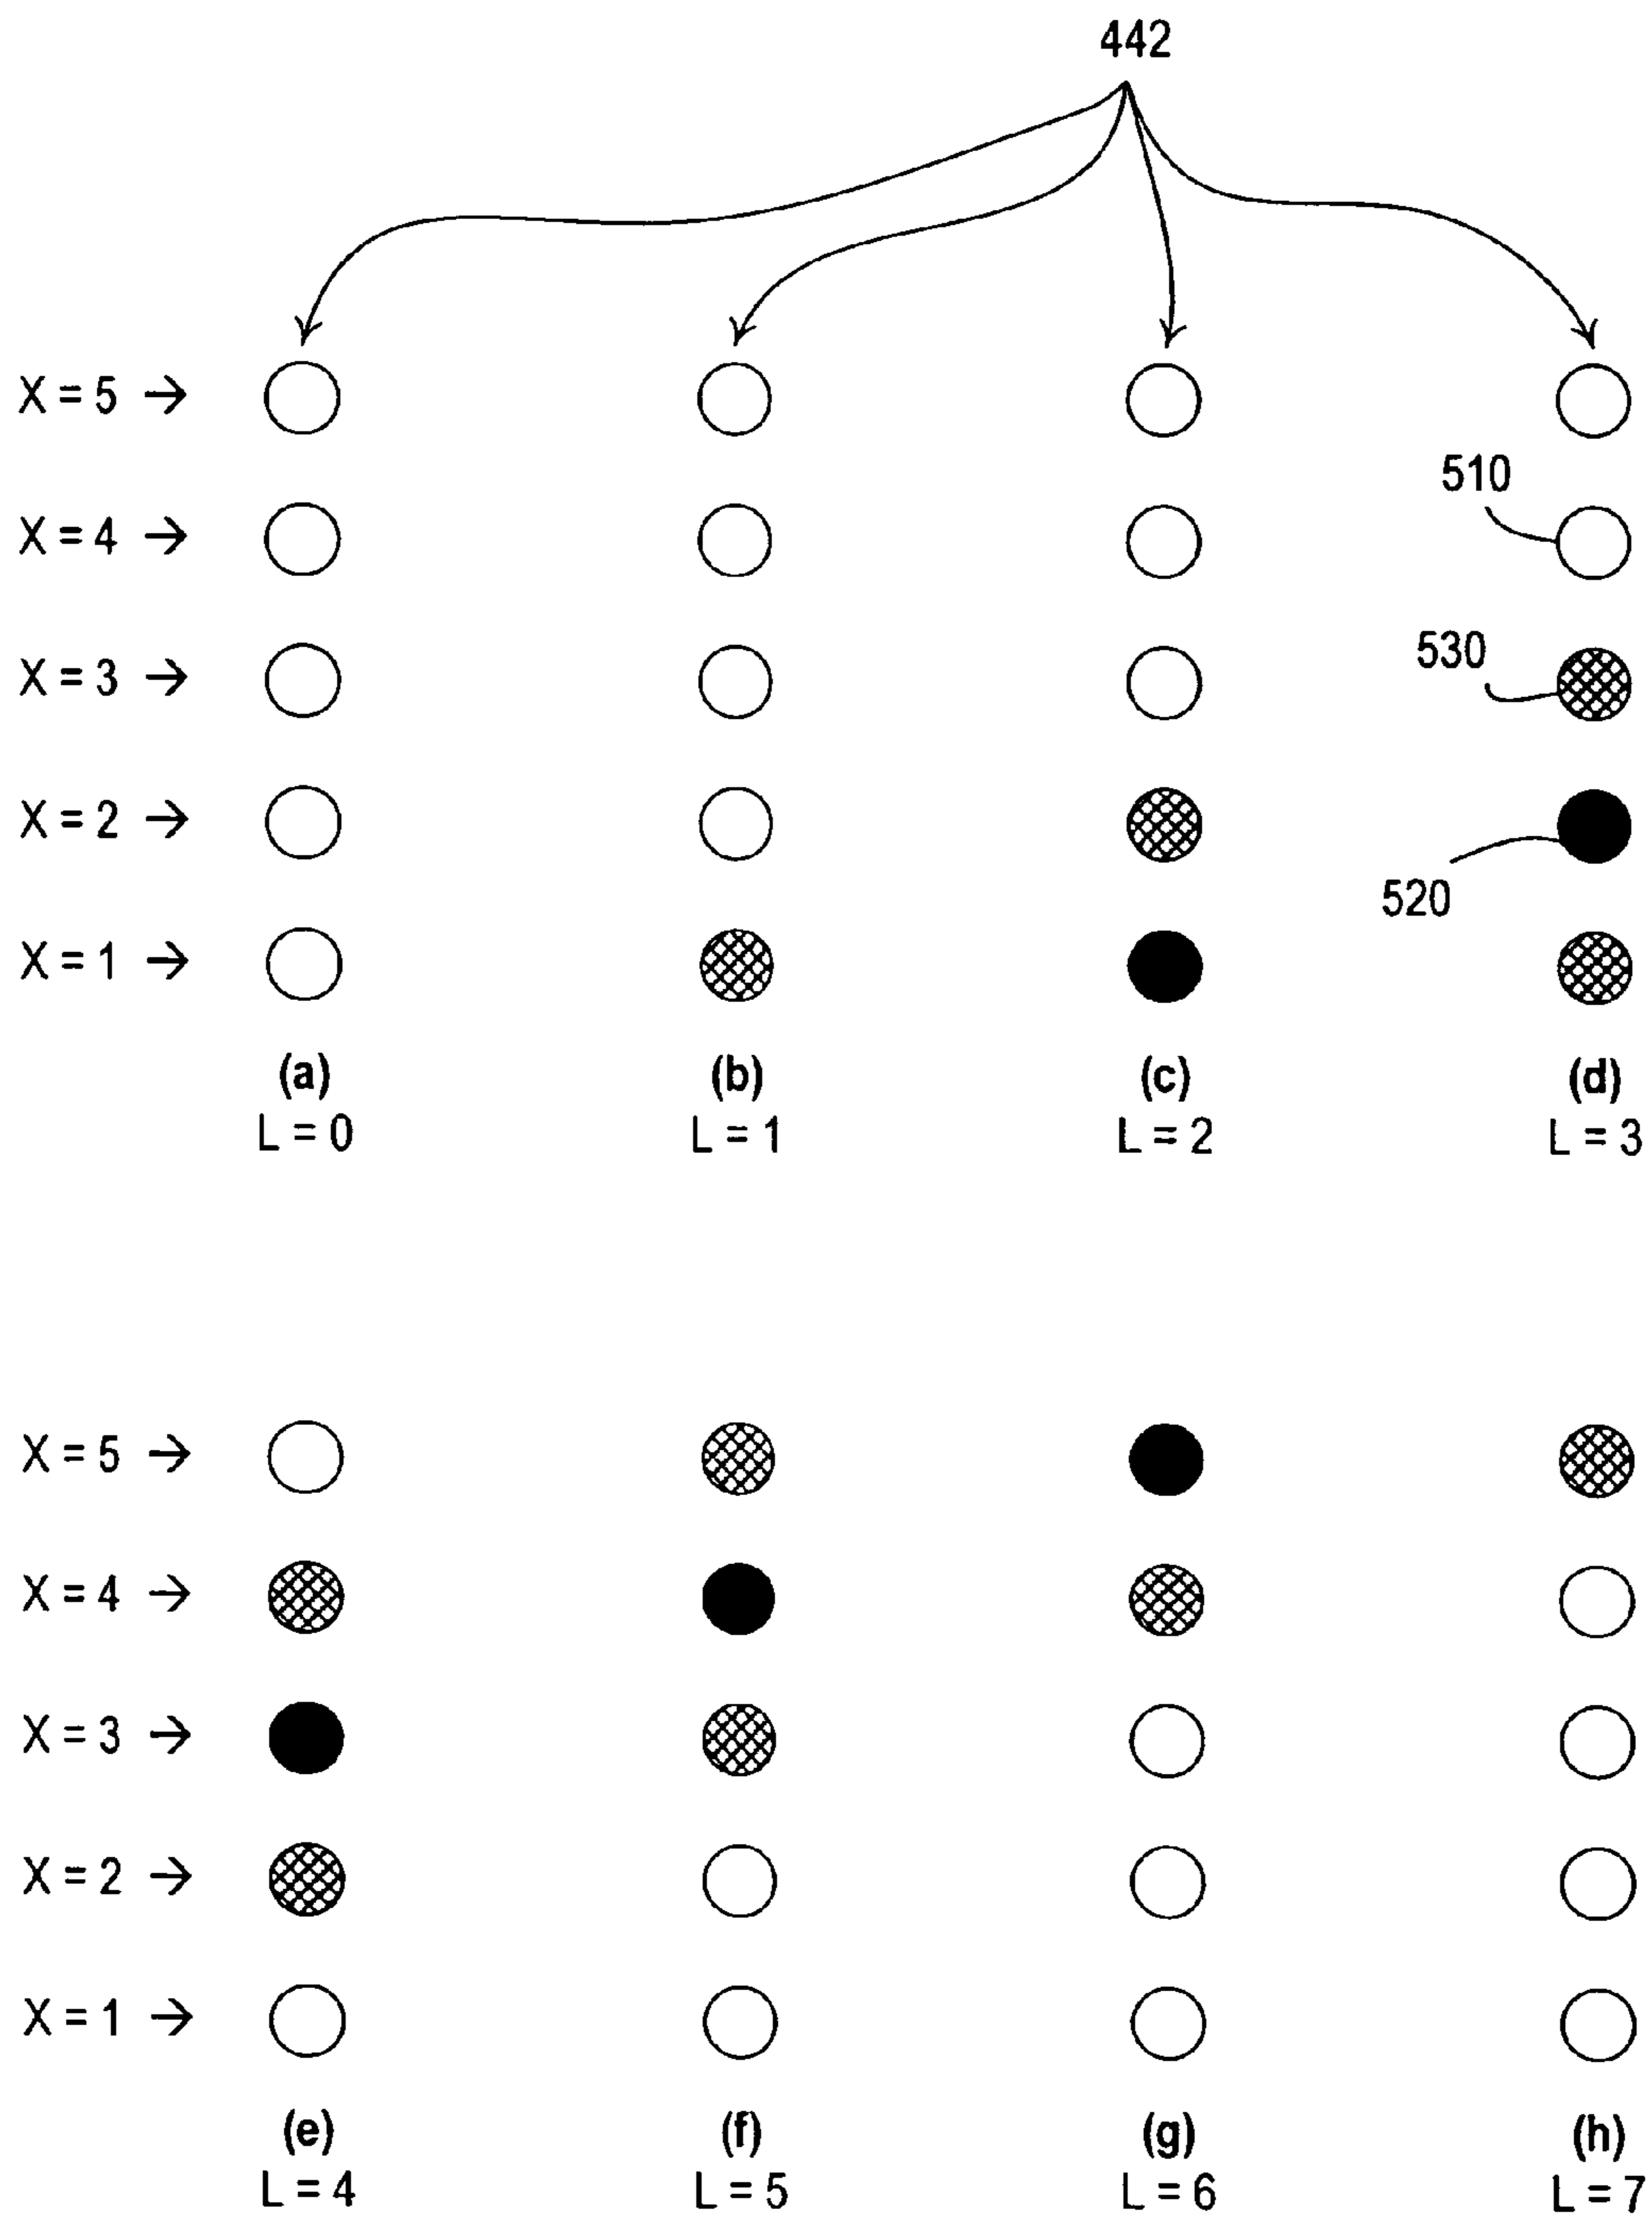 442
X = 5 →
510
X = 4 →
530
X = 3 →
X = 2 →
520
X = 1 →
(a) (b) (c) (d)
L = 0 L = 1 L = 2 L = 3
X = 5 →
X = 4 →
X = 3 →
X = 2 →
X = 1 →
(e) (f) (g) (h)
L = 4 L = 5 L = 6 L = 7